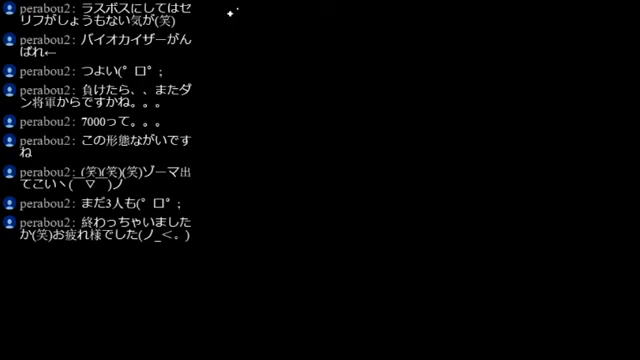 perabou2: ラスボスにしてはセ
リフがしょうもない気が(笑)
perabou2: バイオカイザーがん
ばれ←
perabou2: つよい(゜ロ゜;
perabou2: 負けたら、、またダ
ン将軍からですかね。。。
perabou2: 7000って。。。
perabou2: この形態ながいです
ね
perabou2: (笑)(笑)(笑)ゾーマ出
てこいヽ(￣▽￣)ノ
perabou2: まだ3人も(゜ロ゜;
perabou2: 終わっちゃいました
か(笑)お疲れ様でした(ノ_＜。)